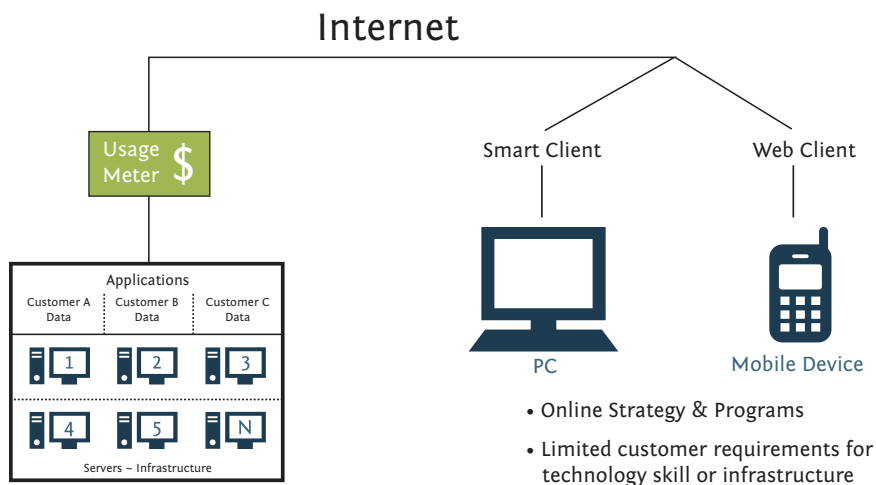 Internet
Usage
Meter
$
Smart Client
Web Client
Applications
Customer A
Data
Customer B
Data
Customer C
Data
1
2
3
4
5
N
Servers ~ Infrastructure
PC
Mobile Device
• Online Strategy & Programs
• Limited customer requirements for
technology skill or infrastructure